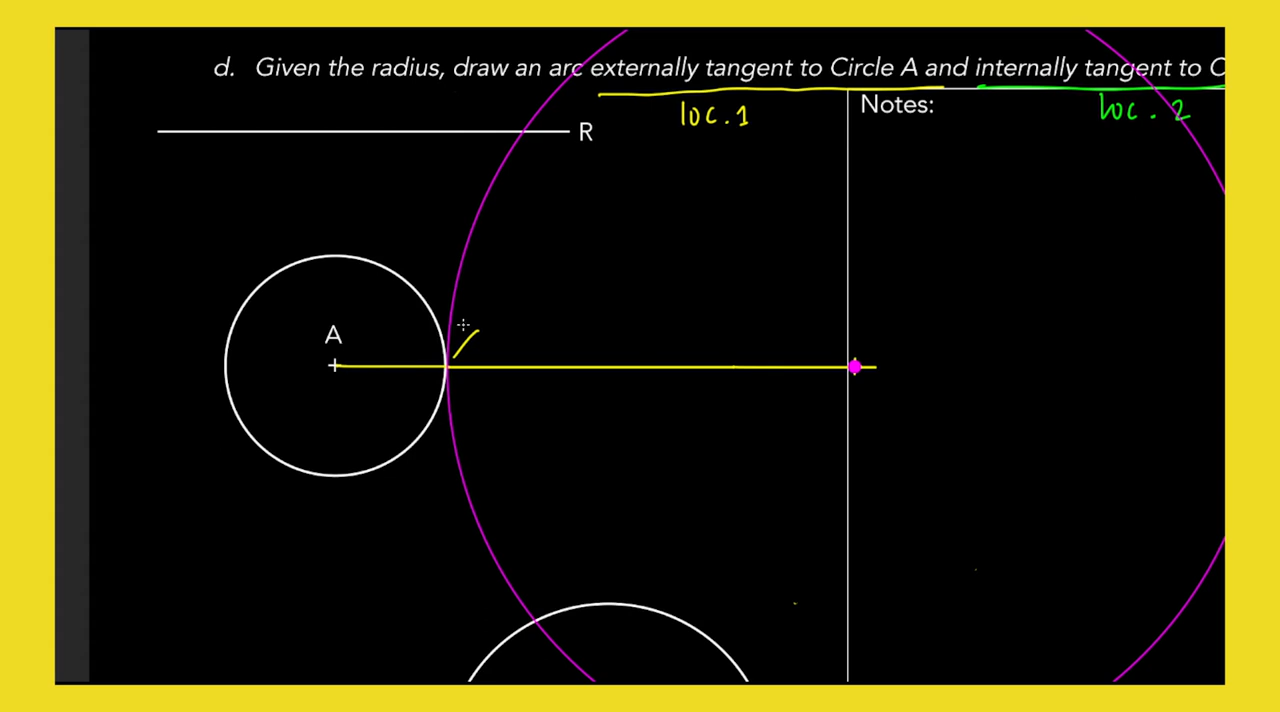 d. Given the radius, draw an arc externally tangent to Circle A and internally tangent to C
loc. 1
Notes:
loc. 2
R
A